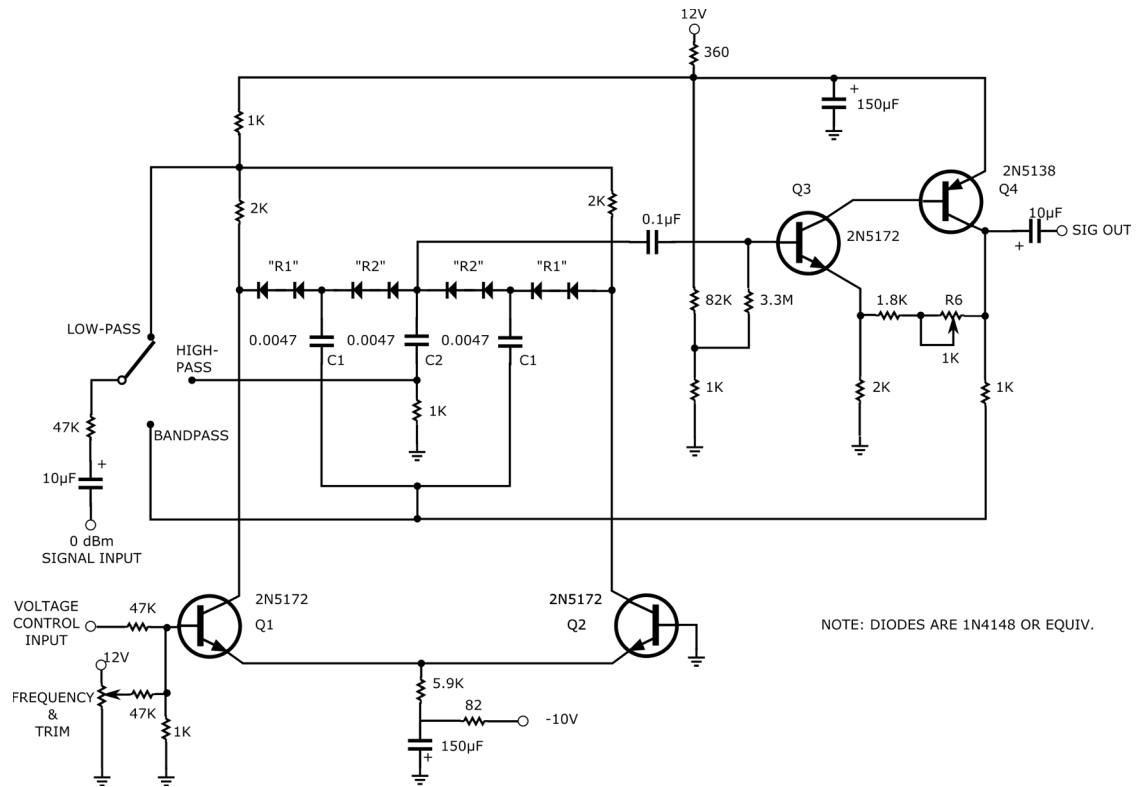 12V
360
150µF
+
1K
2N5138
Q4
2K
2K
Q3
2N5172
0.1µF
10µF
+
SIG OUT
"R1"
"R2"
"R2"
"R1"
82K
3.3M
1.8K
R6
1K
LOW-PASS
0.0047
C1
0.0047
C2
0.0047
C1
HIGH-
PASS
1K
1K
2K
1K
47K
BANDPASS
+
10µF
0 dBm
SIGNAL INPUT
VOLTAGE
CONTROL
INPUT
47K
2N5172
Q1
2N5172
Q2
NOTE: DIODES ARE 1N4148 OR EQUIV.
12V
FREQUENCY
&
TRIM
47K
1K
5.9K
82
-10V
150µF
+